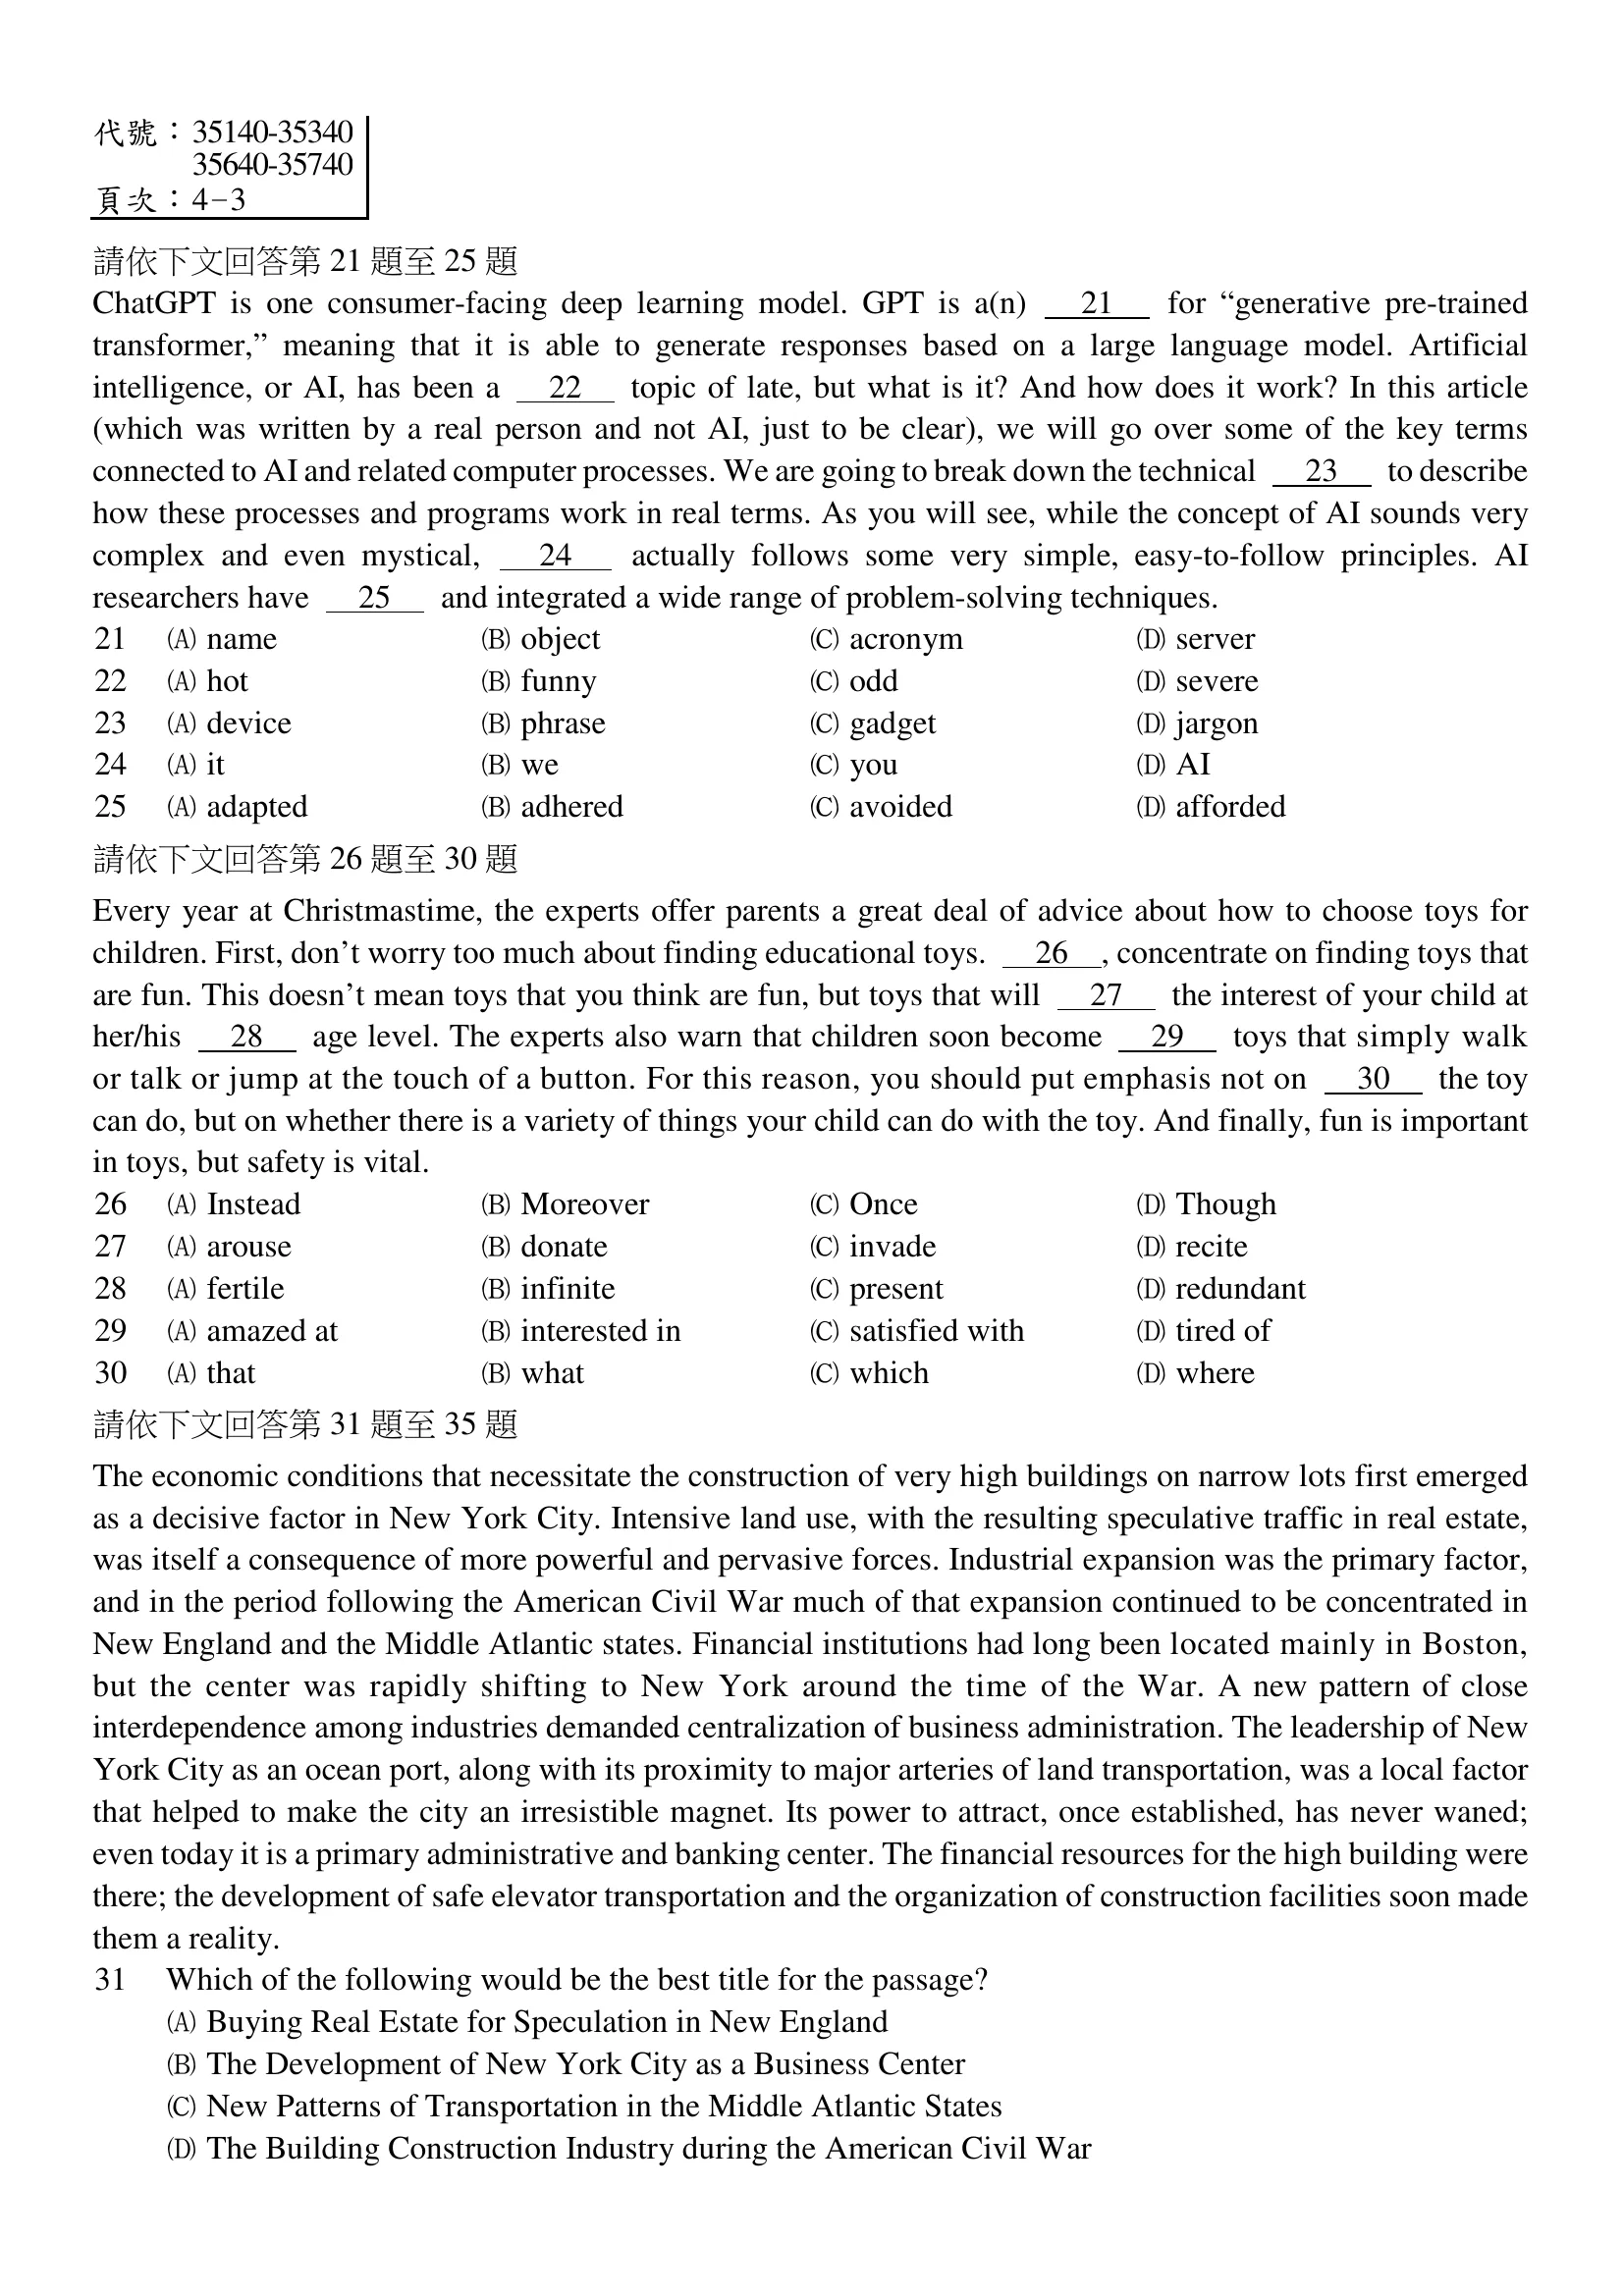 代號：35140-35340
35640-35740
頁次：4－3
請依下文回答第 21 題至 25 題
ChatGPT is one consumer-facing deep learning model. GPT is a(n) 21 for “generative pre-trained
transformer,” meaning that it is able to generate responses based on a large language model. Artificial
intelligence, or AI, has been a 22 topic of late, but what is it? And how does it work? In this article
(which was written by a real person and not AI, just to be clear), we will go over some of the key terms
connected to AI and related computer processes. We are going to break down the technical 23 to describe
how these processes and programs work in real terms. As you will see, while the concept of AI sounds very
complex and even mystical, 24 actually follows some very simple, easy-to-follow principles. AI
researchers have 25 and integrated a wide range of problem-solving techniques.
21 (A) name (B) object (C) acronym (D) server
22 (A) hot (B) funny (C) odd (D) severe
23 (A) device (B) phrase (C) gadget (D) jargon
24 (A) it (B) we (C) you (D) AI
25 (A) adapted (B) adhered (C) avoided (D) afforded
請依下文回答第 26 題至 30 題
Every year at Christmastime, the experts offer parents a great deal of advice about how to choose toys for
children. First, don’t worry too much about finding educational toys. 26 , concentrate on finding toys that
are fun. This doesn’t mean toys that you think are fun, but toys that will 27 the interest of your child at
her/his 28 age level. The experts also warn that children soon become 29 toys that simply walk
or talk or jump at the touch of a button. For this reason, you should put emphasis not on 30 the toy
can do, but on whether there is a variety of things your child can do with the toy. And finally, fun is important
in toys, but safety is vital.
26 (A) Instead (B) Moreover (C) Once (D) Though
27 (A) arouse (B) donate (C) invade (D) recite
28 (A) fertile (B) infinite (C) present (D) redundant
29 (A) amazed at (B) interested in (C) satisfied with (D) tired of
30 (A) that (B) what (C) which (D) where
請依下文回答第 31 題至 35 題
The economic conditions that necessitate the construction of very high buildings on narrow lots first emerged
as a decisive factor in New York City. Intensive land use, with the resulting speculative traffic in real estate,
was itself a consequence of more powerful and pervasive forces. Industrial expansion was the primary factor,
and in the period following the American Civil War much of that expansion continued to be concentrated in
New England and the Middle Atlantic states. Financial institutions had long been located mainly in Boston,
but the center was rapidly shifting to New York around the time of the War. A new pattern of close
interdependence among industries demanded centralization of business administration. The leadership of New
York City as an ocean port, along with its proximity to major arteries of land transportation, was a local factor
that helped to make the city an irresistible magnet. Its power to attract, once established, has never waned;
even today it is a primary administrative and banking center. The financial resources for the high building were
there; the development of safe elevator transportation and the organization of construction facilities soon made
them a reality.
31 Which of the following would be the best title for the passage?
(A) Buying Real Estate for Speculation in New England
(B) The Development of New York City as a Business Center
(C) New Patterns of Transportation in the Middle Atlantic States
(D) The Building Construction Industry during the American Civil War